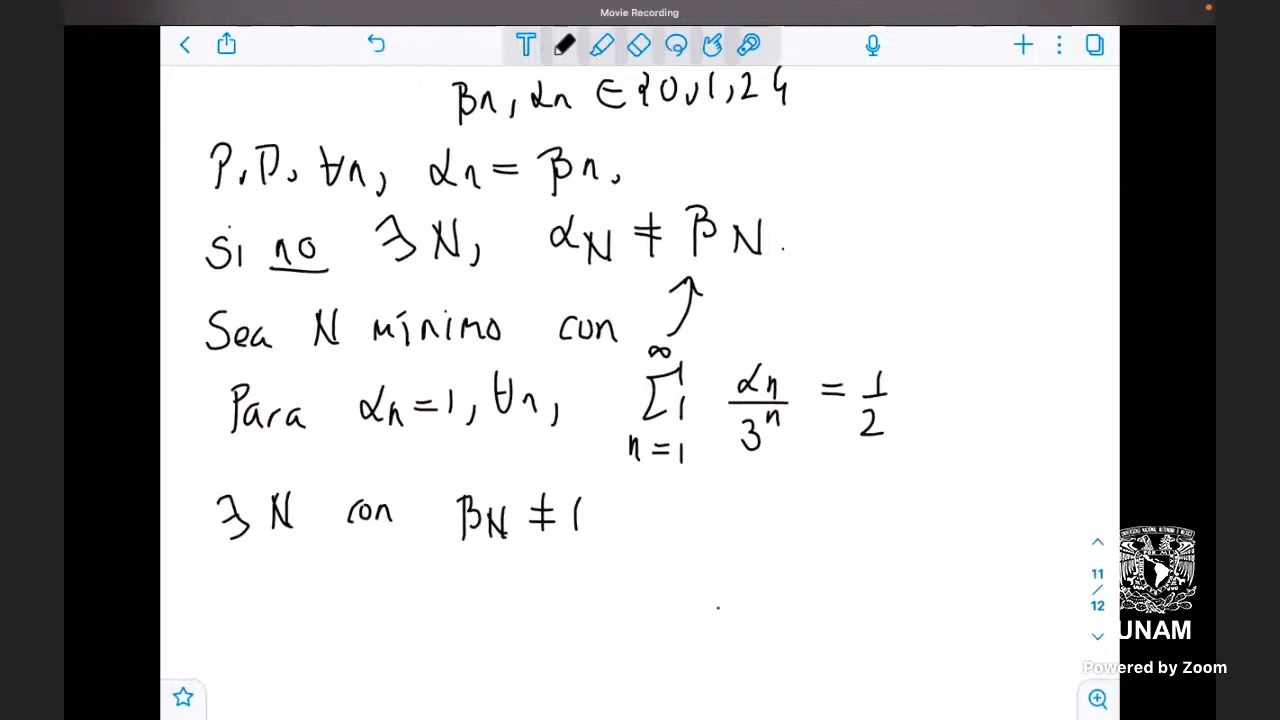 Movie Recording
βn, αn ∈ {0,1,2}
P.D. ∀n, αn = βn.
Si no ∃ N, αN ≠ βN.
Sea N mínimo con ↗
Para αn=1, ∀n, ∑_{n=1}^{∞} αn/3^n = 1/2
∃ N con βN ≠ 1
11
/
12
UNAM
Powered by Zoom